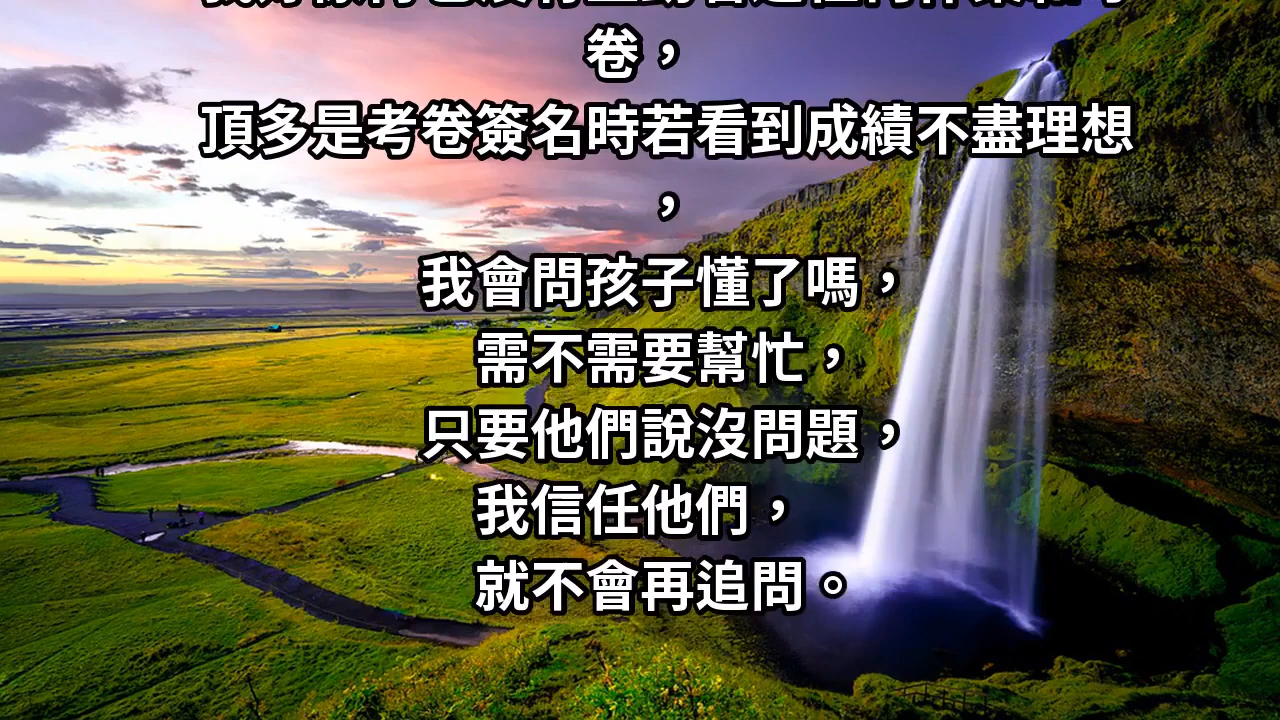 卷，
頂多是考卷簽名時若看到成績不盡理想
，
我會問孩子懂了嗎，
需不需要幫忙，
只要他們說沒問題，
我信任他們，
就不會再追問。